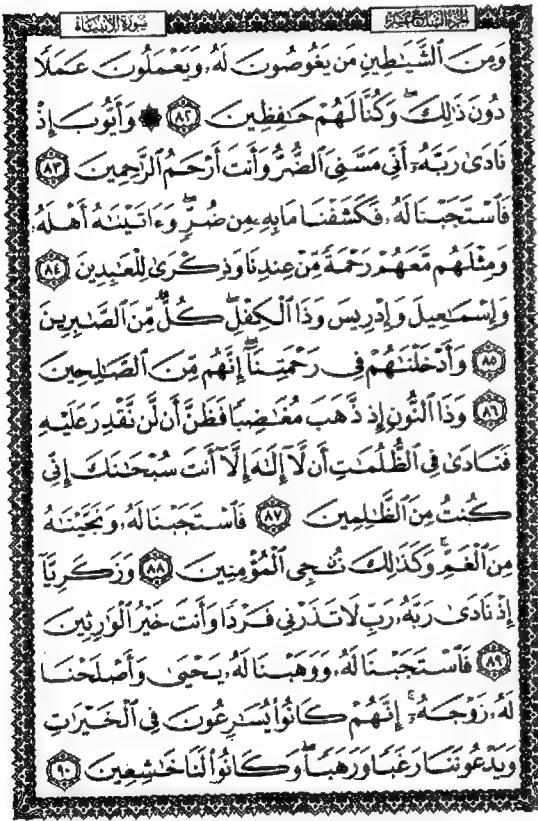 الجزء السابع عشر
سورة الأنبياء
وَمِنَ ٱلشَّيَـٰطِينِ مَن يَغُوصُونَ لَهُۥ وَيَعْمَلُونَ عَمَلًا
دُونَ ذَٰلِكَ ۖ وَكُنَّا لَهُمْ حَـٰفِظِينَ ٨٢ ۞ وَأَيُّوبَ إِذْ
نَادَىٰ رَبَّهُۥٓ أَنِّى مَسَّنِىَ ٱلضُّرُّ وَأَنتَ أَرْحَمُ ٱلرَّٰحِمِينَ ٨٣
فَٱسْتَجَبْنَا لَهُۥ فَكَشَفْنَا مَا بِهِۦ مِن ضُرٍّ ۖ وَءَاتَيْنَـٰهُ أَهْلَهُۥ
وَمِثْلَهُم مَّعَهُمْ رَحْمَةً مِّنْ عِندِنَا وَذِكْرَىٰ لِلْعَـٰبِدِينَ ٨٤
وَإِسْمَـٰعِيلَ وَإِدْرِيسَ وَذَا ٱلْكِفْلِ ۖ كُلٌّ مِّنَ ٱلصَّـٰبِرِينَ
٨٥ وَأَدْخَلْنَـٰهُمْ فِى رَحْمَتِنَآ ۖ إِنَّهُم مِّنَ ٱلصَّـٰلِحِينَ
٨٦ وَذَا ٱلنُّونِ إِذ ذَّهَبَ مُغَـٰضِبًا فَظَنَّ أَن لَّن نَّقْدِرَ عَلَيْهِ
فَنَادَىٰ فِى ٱلظُّلُمَـٰتِ أَن لَّآ إِلَـٰهَ إِلَّآ أَنتَ سُبْحَـٰنَكَ إِنِّى
كُنتُ مِنَ ٱلظَّـٰلِمِينَ ٨٧ فَٱسْتَجَبْنَا لَهُۥ وَنَجَّيْنَـٰهُ
مِنَ ٱلْغَمِّ ۚ وَكَذَٰلِكَ نُـۨجِى ٱلْمُؤْمِنِينَ ٨٨ وَزَكَرِيَّآ
إِذْ نَادَىٰ رَبَّهُۥ رَبِّ لَا تَذَرْنِى فَرْدًا وَأَنتَ خَيْرُ ٱلْوَٰرِثِينَ
٨٩ فَٱسْتَجَبْنَا لَهُۥ وَوَهَبْنَا لَهُۥ يَحْيَىٰ وَأَصْلَحْنَا
لَهُۥ زَوْجَهُۥٓ ۚ إِنَّهُمْ كَانُوا۟ يُسَـٰرِعُونَ فِى ٱلْخَيْرَٰتِ
وَيَدْعُونَنَا رَغَبًا وَرَهَبًا ۖ وَكَانُوا۟ لَنَا خَـٰشِعِينَ ٩٠